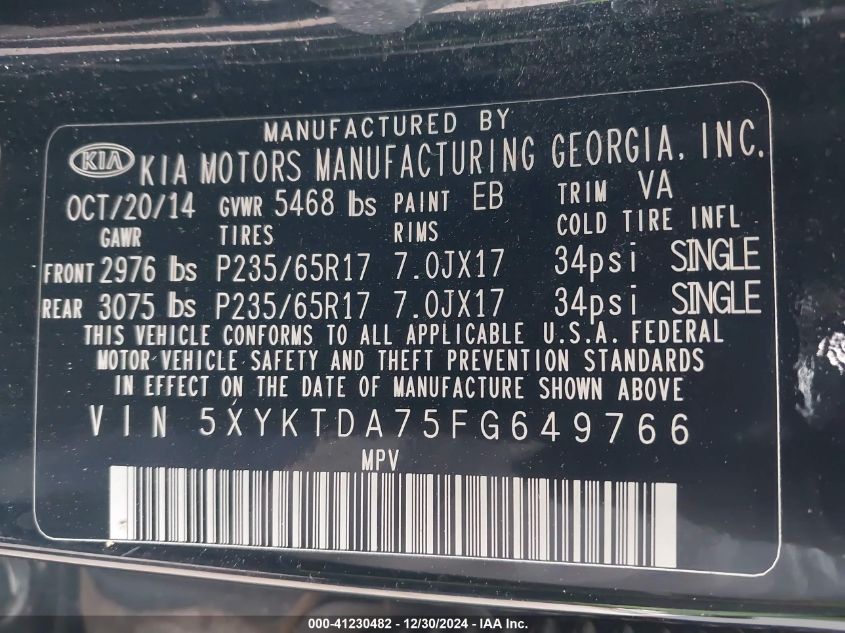 MANUFACTURED BY
KIA KIA MOTORS MANUFACTURING GEORGIA, INC.
OCT/20/14 GVWR 5468 lbs PAINT EB TRIM VA
GAWR TIRES RIMS COLD TIRE INFL
FRONT 2976 lbs P235/65R17 7.0JX17 34psi SINGLE
REAR 3075 lbs P235/65R17 7.0JX17 34psi SINGLE
THIS VEHICLE CONFORMS TO ALL APPLICABLE U.S.A. FEDERAL
MOTOR VEHICLE SAFETY AND THEFT PREVENTION STANDARDS
IN EFFECT ON THE DATE OF MANUFACTURE SHOWN ABOVE
VIN 5XYKTDA75FG649766
MPV
000-41230482 - 12/30/2024 - IAA Inc.